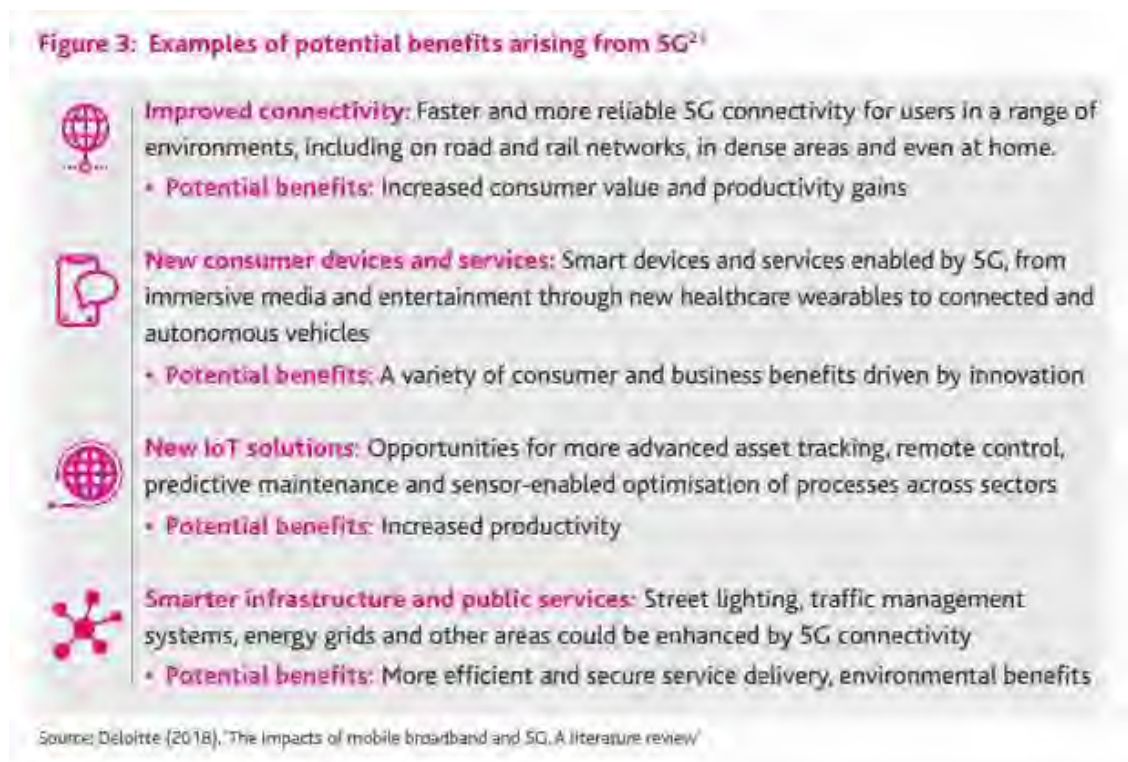 Figure 3: Examples of potential benefits arising from 5G²¹
Improved connectivity: Faster and more reliable 5G connectivity for users in a range of
environments, including on road and rail networks, in dense areas and even at home.
• Potential benefits: Increased consumer value and productivity gains
New consumer devices and services: Smart devices and services enabled by 5G, from
immersive media and entertainment through new healthcare wearables to connected and
autonomous vehicles
• Potential benefits: A variety of consumer and business benefits driven by innovation
New IoT solutions: Opportunities for more advanced asset tracking, remote control,
predictive maintenance and sensor-enabled optimisation of processes across sectors
• Potential benefits: Increased productivity
Smarter infrastructure and public services: Street lighting, traffic management
systems, energy grids and other areas could be enhanced by 5G connectivity
• Potential benefits: More efficient and secure service delivery, environmental benefits
Source: Deloitte (2018), 'The impacts of mobile broadband and 5G. A literature review'